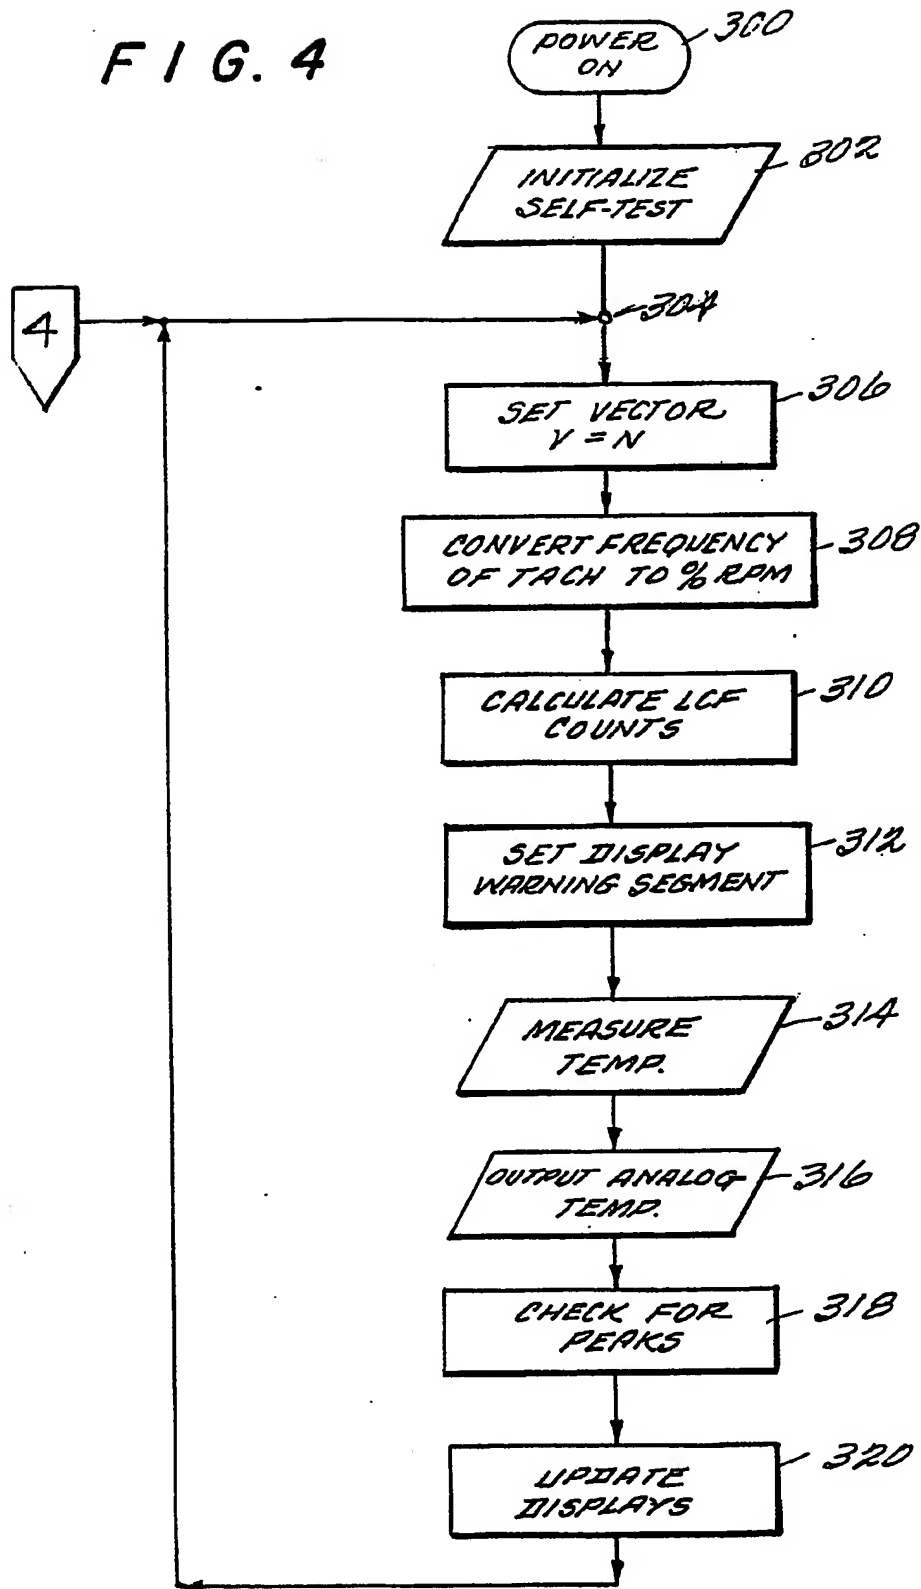 FIG. 4
POWER
ON
300
INITIALIZE
SELF-TEST
302
4
304
SET VECTOR
V = N
306
CONVERT FREQUENCY
OF TACH TO % RPM
308
CALCULATE LCF
COUNTS
310
SET DISPLAY
WARNING SEGMENT
312
MEASURE
TEMP.
314
OUTPUT ANALOG
TEMP.
316
CHECK FOR
PEAKS
318
UPDATE
DISPLAYS
320